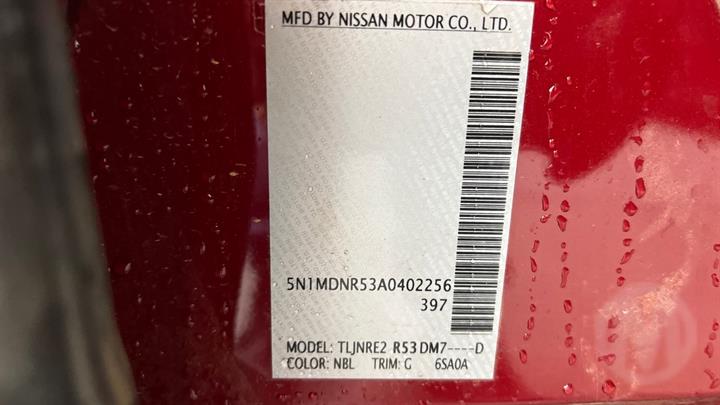 MFD BY NISSAN MOTOR CO., LTD.
5N1MDNR53A0402256
397
MODEL: TLJNRE2 R53 DM7----D
COLOR: NBL TRIM: G 6SA0A